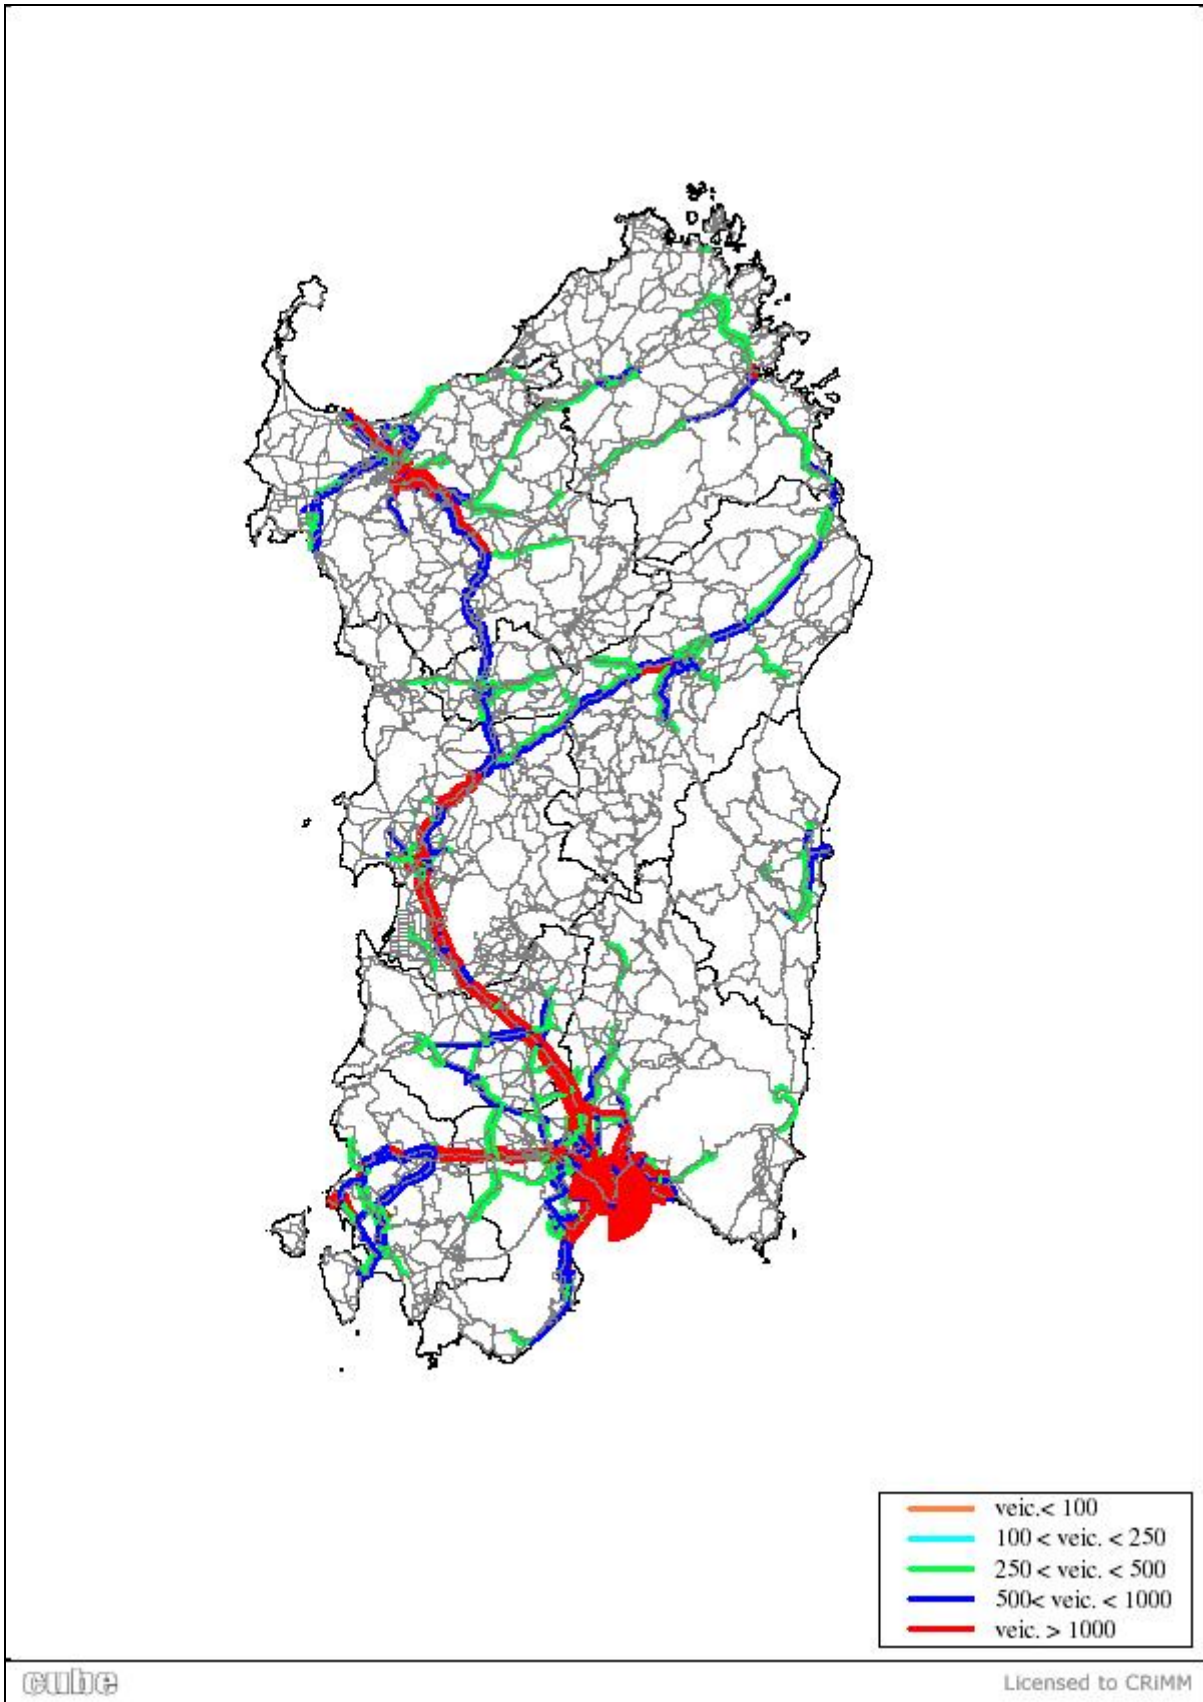 veic.< 100
100 < veic. < 250
250 < veic. < 500
500< veic. < 1000
veic. > 1000
cube
Licensed to CRIMM